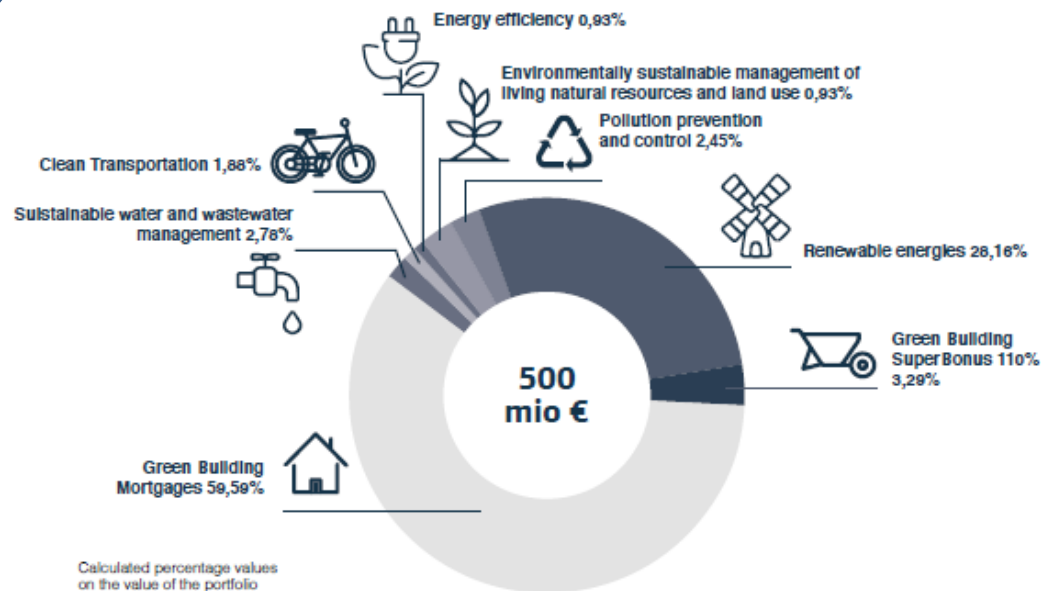 Energy efficiency 0,93%
Environmentally sustainable management of
living natural resources and land use 0,93%
Pollution prevention
and control 2,45%
Clean Transportation 1,88%
Suistainable water and wastewater
management 2,78%
Renewable energies 28,16%
Green Building
SuperBonus 110%
3,29%
500
mio €
Green Building
Mortgages 59,59%
Calculated percentage values
on the value of the portfolio